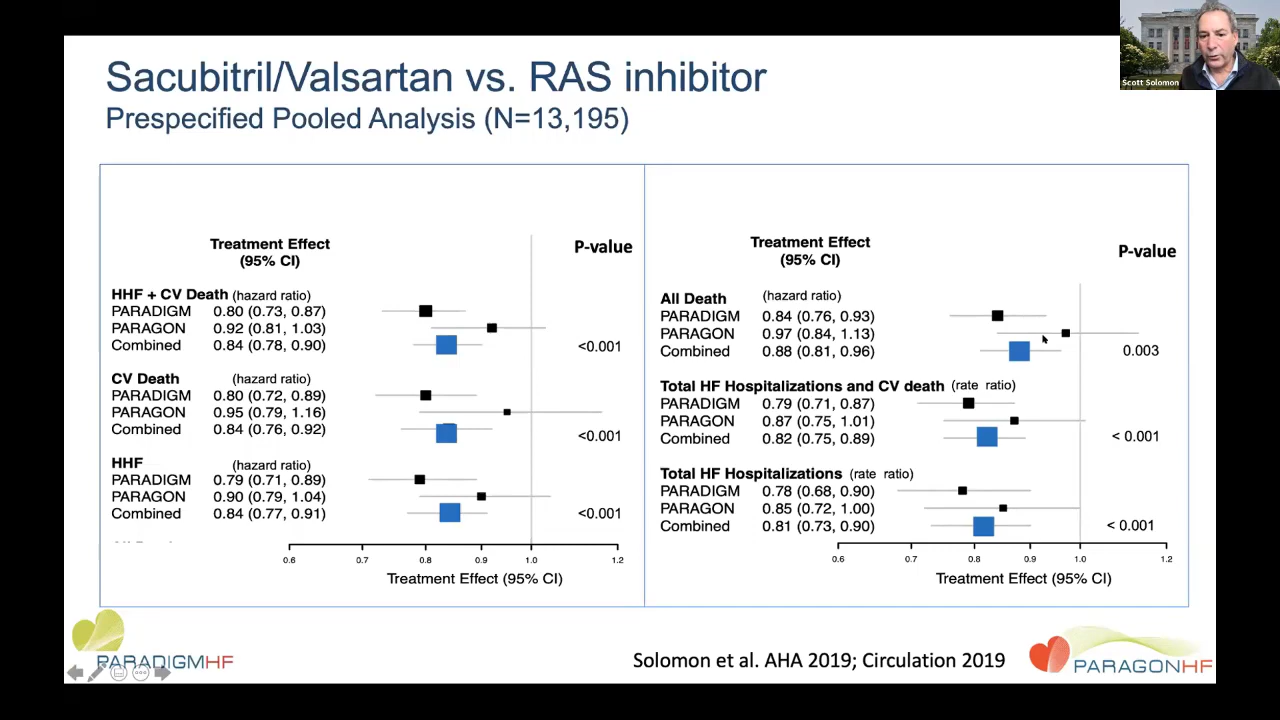 Scott Solomon
Sacubitril/Valsartan vs. RAS inhibitor
Prespecified Pooled Analysis (N=13,195)
Treatment Effect
(95% CI)
P-value
HHF + CV Death (hazard ratio)
PARADIGM 0.80 (0.73, 0.87)
PARAGON 0.92 (0.81, 1.03)
Combined 0.84 (0.78, 0.90) <0.001
CV Death (hazard ratio)
PARADIGM 0.80 (0.72, 0.89)
PARAGON 0.95 (0.79, 1.16)
Combined 0.84 (0.76, 0.92) <0.001
HHF (hazard ratio)
PARADIGM 0.79 (0.71, 0.89)
PARAGON 0.90 (0.79, 1.04)
Combined 0.84 (0.77, 0.91) <0.001
0.6 0.7 0.8 0.9 1.0 1.2
Treatment Effect (95% CI)
Treatment Effect
(95% CI)
P-value
All Death (hazard ratio)
PARADIGM 0.84 (0.76, 0.93)
PARAGON 0.97 (0.84, 1.13)
Combined 0.88 (0.81, 0.96) 0.003
Total HF Hospitalizations and CV death (rate ratio)
PARADIGM 0.79 (0.71, 0.87)
PARAGON 0.87 (0.75, 1.01)
Combined 0.82 (0.75, 0.89) < 0.001
Total HF Hospitalizations (rate ratio)
PARADIGM 0.78 (0.68, 0.90)
PARAGON 0.85 (0.72, 1.00)
Combined 0.81 (0.73, 0.90) < 0.001
0.6 0.7 0.8 0.9 1.0 1.2
Treatment Effect (95% CI)
PARADIGMHF
Solomon et al. AHA 2019; Circulation 2019
PARAGONHF